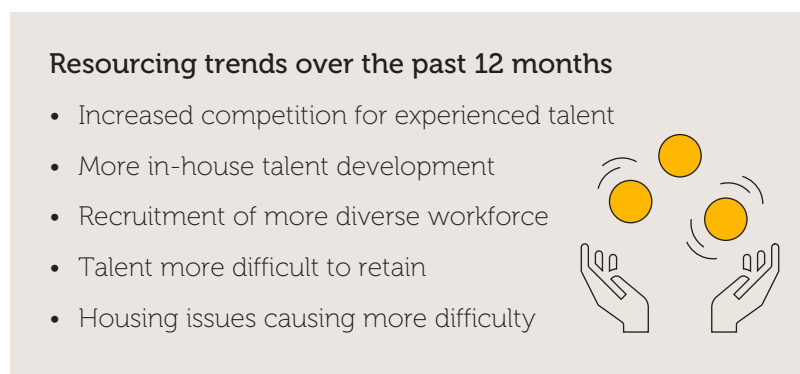 Resourcing trends over the past 12 months
• Increased competition for experienced talent
• More in-house talent development
• Recruitment of more diverse workforce
• Talent more difficult to retain
• Housing issues causing more difficulty